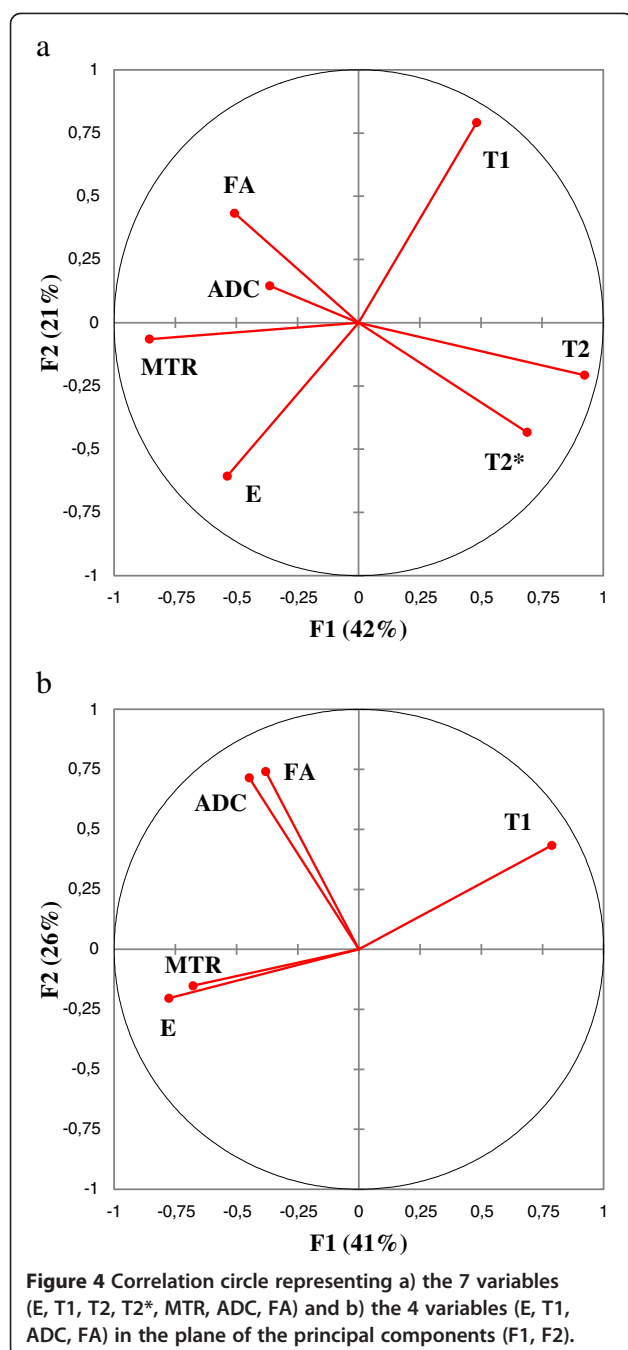 a
1
0,75
0,5
0,25
0
-0,25
-0,5
-0,75
-1
F2 (21%)
T1
FA
ADC
MTR
T2
T2*
E
-1 -0,75 -0,5 -0,25 0 0,25 0,5 0,75 1
F1 (42%)
b
1
0,75
0,5
0,25
0
-0,25
-0,5
-0,75
-1
F2 (26%)
FA
ADC
T1
MTR
E
-1 -0,75 -0,5 -0,25 0 0,25 0,5 0,75 1
F1 (41%)
Figure 4 Correlation circle representing a) the 7 variables
(E, T1, T2, T2*, MTR, ADC, FA) and b) the 4 variables (E, T1,
ADC, FA) in the plane of the principal components (F1, F2).